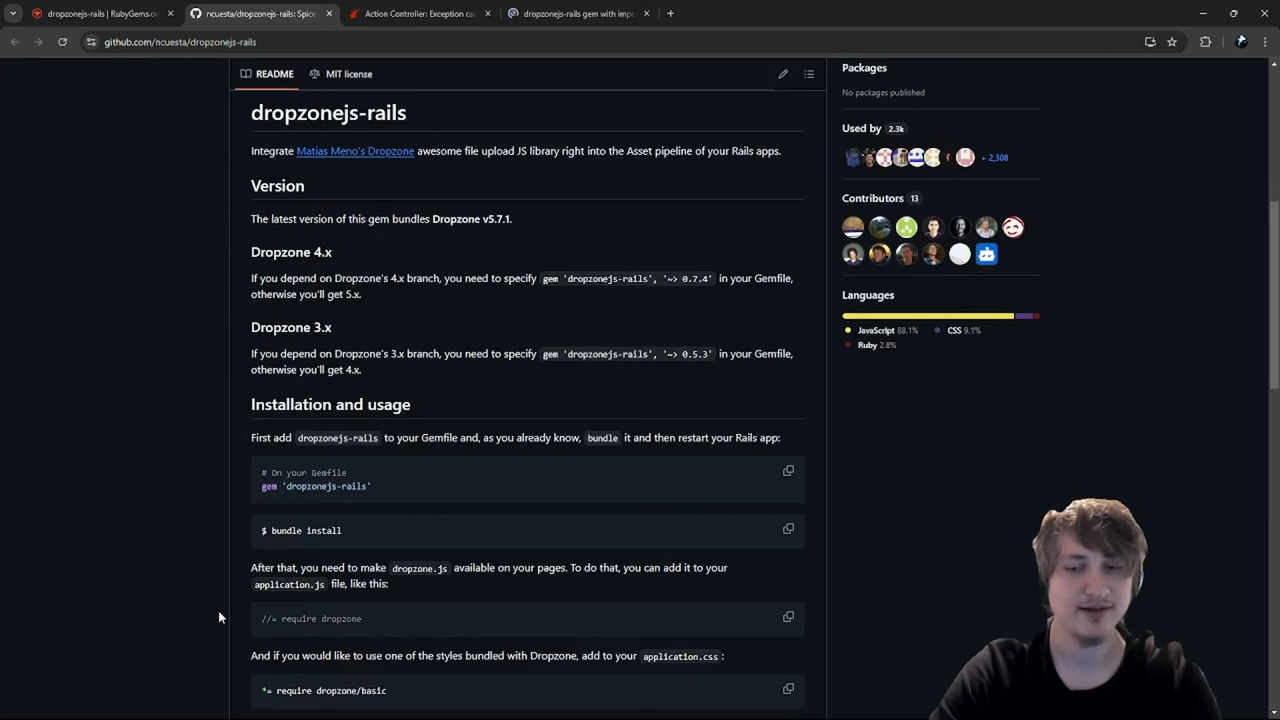 dropzonejs-rails | RubyGems.or
ncuesta/dropzonejs-rails: Spice
Action Controller: Exception ca
dropzonejs-rails gem with impo
github.com/ncuesta/dropzonejs-rails
README
MIT license
dropzonejs-rails
Integrate Matias Meno's Dropzone awesome file upload JS library right into the Asset pipeline of your Rails apps.
Version
The latest version of this gem bundles Dropzone v5.7.1.
Dropzone 4.x
If you depend on Dropzone's 4.x branch, you need to specify gem 'dropzonejs-rails', '~> 0.7.4' in your Gemfile,
otherwise you'll get 5.x.
Dropzone 3.x
If you depend on Dropzone's 3.x branch, you need to specify gem 'dropzonejs-rails', '~> 0.5.3' in your Gemfile,
otherwise you'll get 4.x.
Installation and usage
First add dropzonejs-rails to your Gemfile and, as you already know, bundle it and then restart your Rails app:
# On your Gemfile
gem 'dropzonejs-rails'
$ bundle install
After that, you need to make dropzone.js available on your pages. To do that, you can add it to your
application.js file, like this:
//= require dropzone
And if you would like to use one of the styles bundled with Dropzone, add to your application.css :
*= require dropzone/basic
Packages
No packages published
Used by 2.3k
+ 2,308
Contributors 13
Languages
JavaScript 88.1% CSS 9.1%
Ruby 2.8%